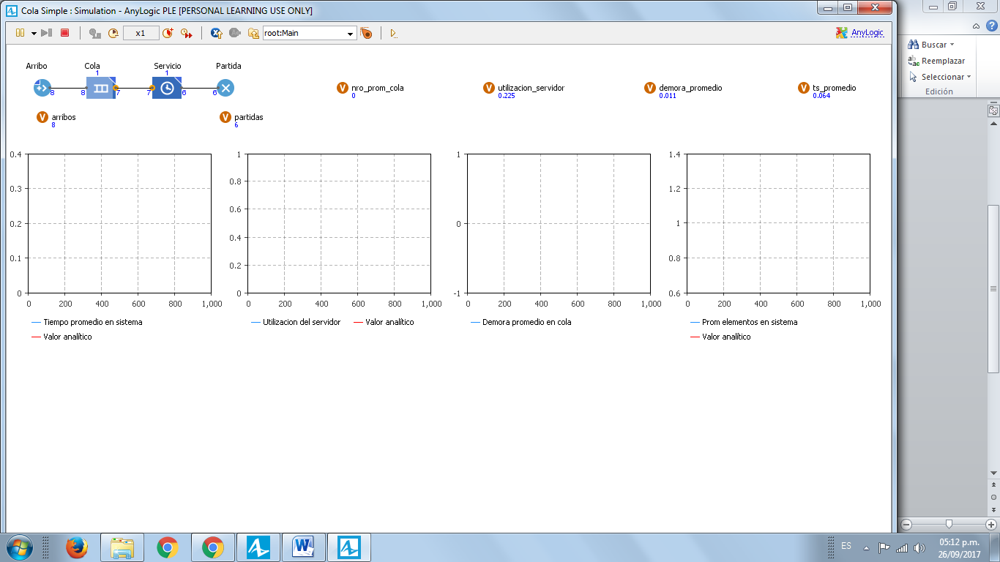 Cola Simple : Simulation - AnyLogic PLE [PERSONAL LEARNING USE ONLY]
x1
root:Main
AnyLogic
Buscar
Reemplazar
Seleccionar
Edición
Arribo
Cola
Servicio
Partida
1
1
8
8
7
7
6
6
nro_prom_cola
0
utilizacion_servidor
0.225
demora_promedio
0.011
ts_promedio
0.064
arribos
8
partidas
6
0.4
0.3
0.2
0.1
0
0 200 400 600 800 1,000
Tiempo promedio en sistema
Valor analítico
1
0.8
0.6
0.4
0.2
0
0 200 400 600 800 1,000
Utilizacion del servidor Valor analítico
1
0
-1
0 200 400 600 800 1,000
Demora promedio en cola
1.4
1.2
1
0.8
0.6
0 200 400 600 800 1,000
Prom elementos en sistema
Valor analítico
ES
05:12 p.m.
26/09/2017